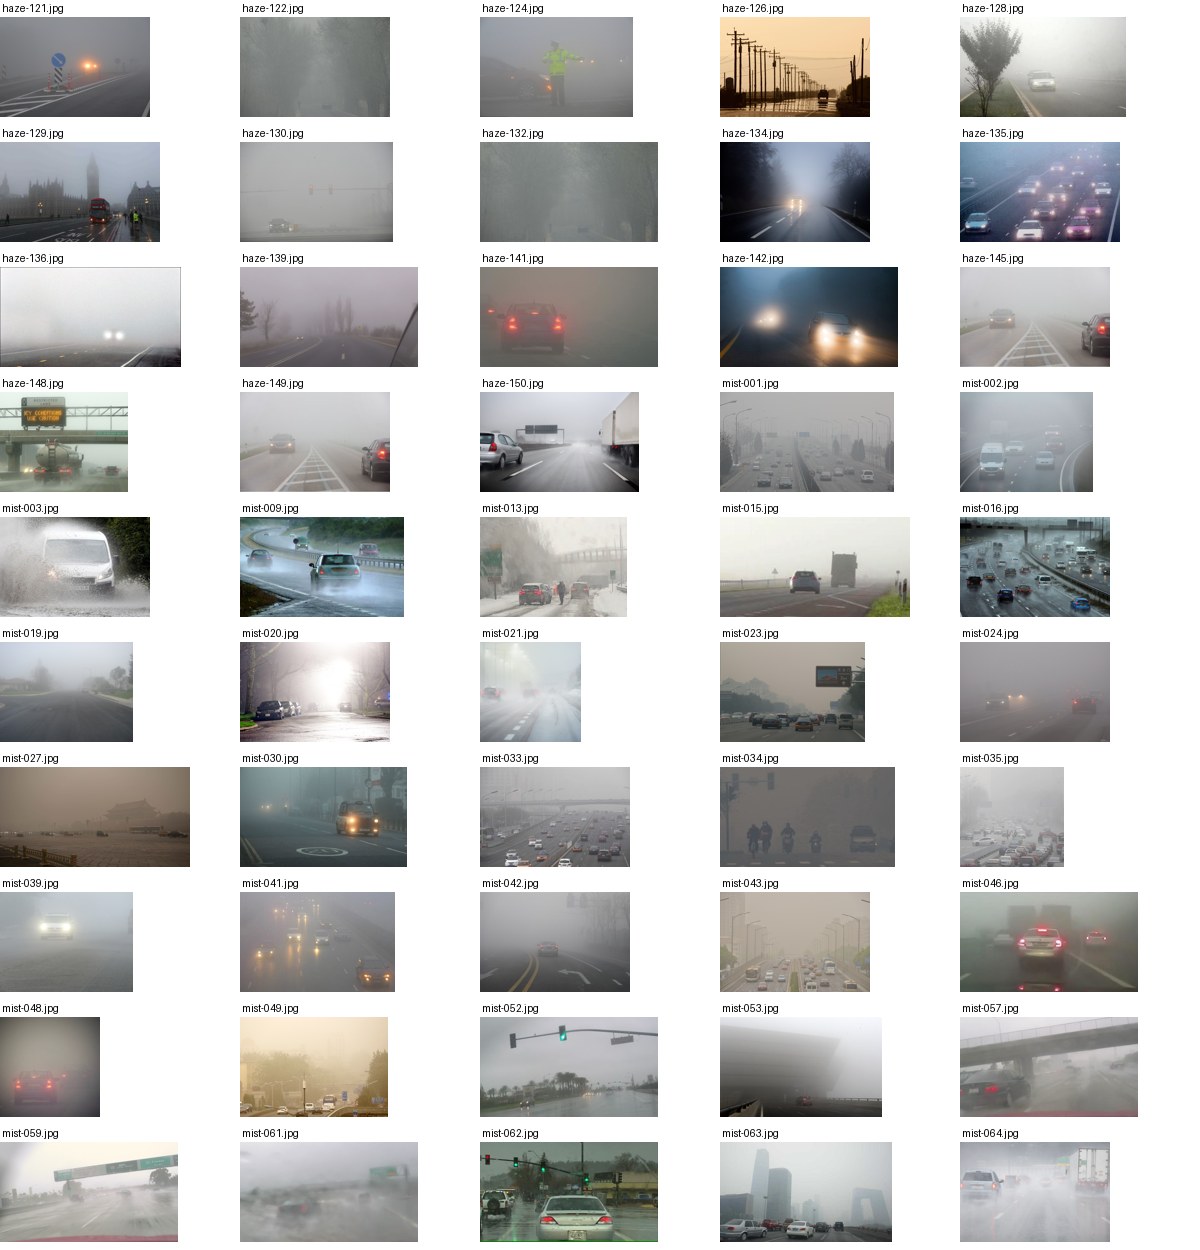 haze-121.jpg haze-122.jpg haze-124.jpg haze-126.jpg haze-128.jpg
haze-129.jpg haze-130.jpg haze-132.jpg haze-134.jpg haze-135.jpg
haze-136.jpg haze-139.jpg haze-141.jpg haze-142.jpg haze-145.jpg
haze-148.jpg haze-149.jpg haze-150.jpg mist-001.jpg mist-002.jpg
mist-003.jpg mist-009.jpg mist-013.jpg mist-015.jpg mist-016.jpg
mist-019.jpg mist-020.jpg mist-021.jpg mist-023.jpg mist-024.jpg
mist-027.jpg mist-030.jpg mist-033.jpg mist-034.jpg mist-035.jpg
mist-039.jpg mist-041.jpg mist-042.jpg mist-043.jpg mist-046.jpg
mist-048.jpg mist-049.jpg mist-052.jpg mist-053.jpg mist-057.jpg
mist-059.jpg mist-061.jpg mist-062.jpg mist-063.jpg mist-064.jpg